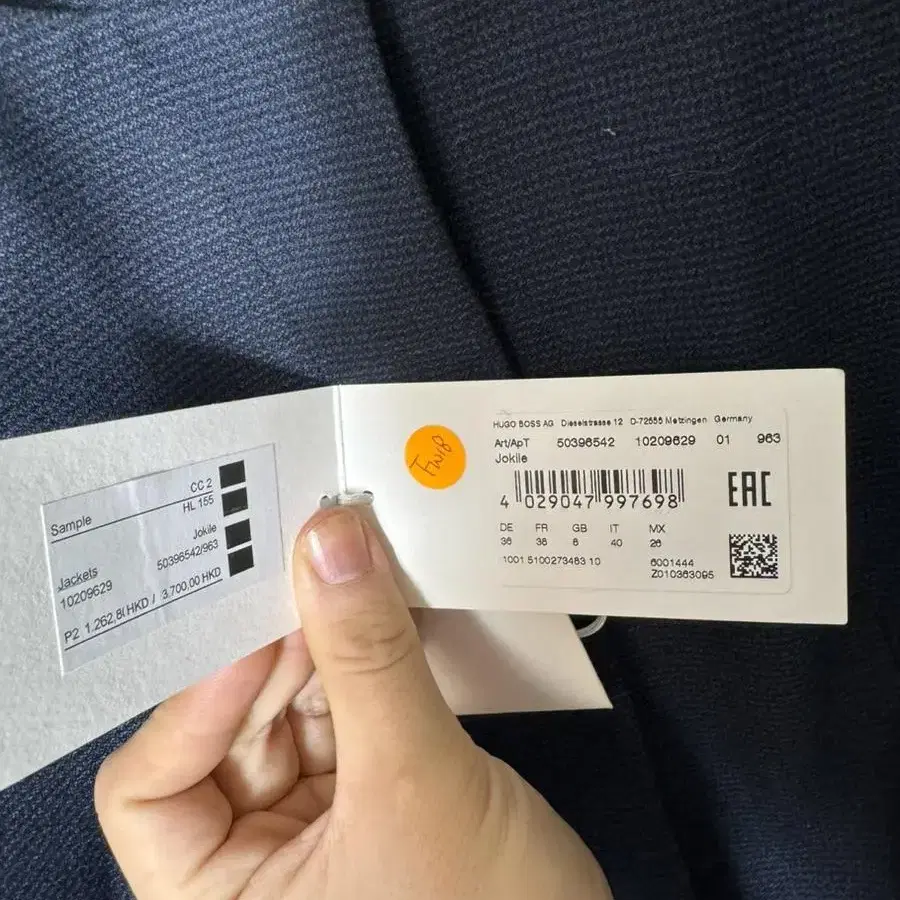 Sample
CC 2
HL 155
Jokile
50396542/963
Jackets
10209629
P2 1.262,8( HKD / 3.700,00 HKD
FW18
HUGO BOSS AG Dieselstrasse 12 D-72555 Metzingen Germany
Art/ApT 50396542 10209629 01 963
Jokile
4 029047 997698
EAC
DE FR GB IT MX
36 38 8 40 26
1001 5100273483 10
6001444
Z010363095